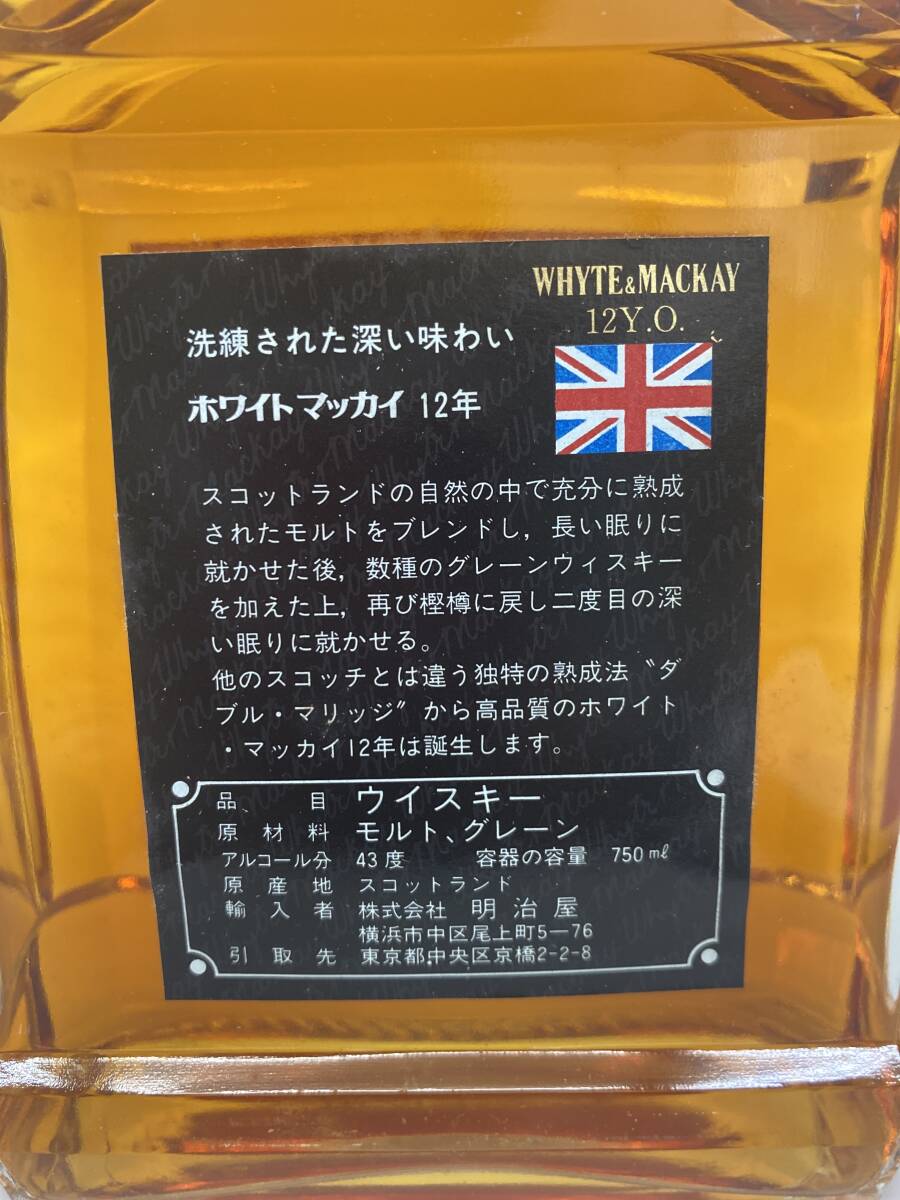 WHYTE&MACKAY
12Y.O.
洗練された深い味わい
ホワイトマッカイ 12年
スコットランドの自然の中で充分に熟成
されたモルトをブレンドし，長い眠りに
就かせた後，数種のグレーンウィスキー
を加えた上，再び樫樽に戻し二度目の深
い眠りに就かせる。
他のスコッチとは違う独特の熟成法〝ダ
ブル・マリッジ〞から高品質のホワイト
・マッカイ12年は誕生します。
品目 ウイスキー
原材料 モルト、グレーン
アルコール分 43度 容器の容量 750ml
原産地 スコットランド
輸入者 株式会社 明治屋
横浜市中区尾上町5－76
引取先 東京都中央区京橋2-2-8